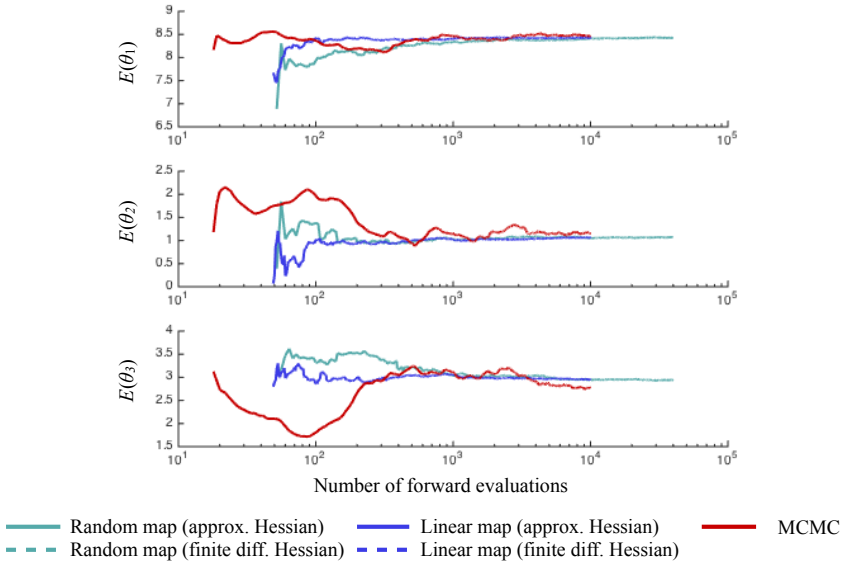 9
8.5
8
7.5
7
6.5
E(θ1)
10^1 10^2 10^3 10^4 10^5
2.5
2
1.5
1
0.5
0
E(θ2)
10^1 10^2 10^3 10^4 10^5
4
3.5
3
2.5
2
1.5
E(θ3)
10^1 10^2 10^3 10^4 10^5
Number of forward evaluations
Random map (approx. Hessian) Linear map (approx. Hessian) MCMC
Random map (finite diff. Hessian) Linear map (finite diff. Hessian)